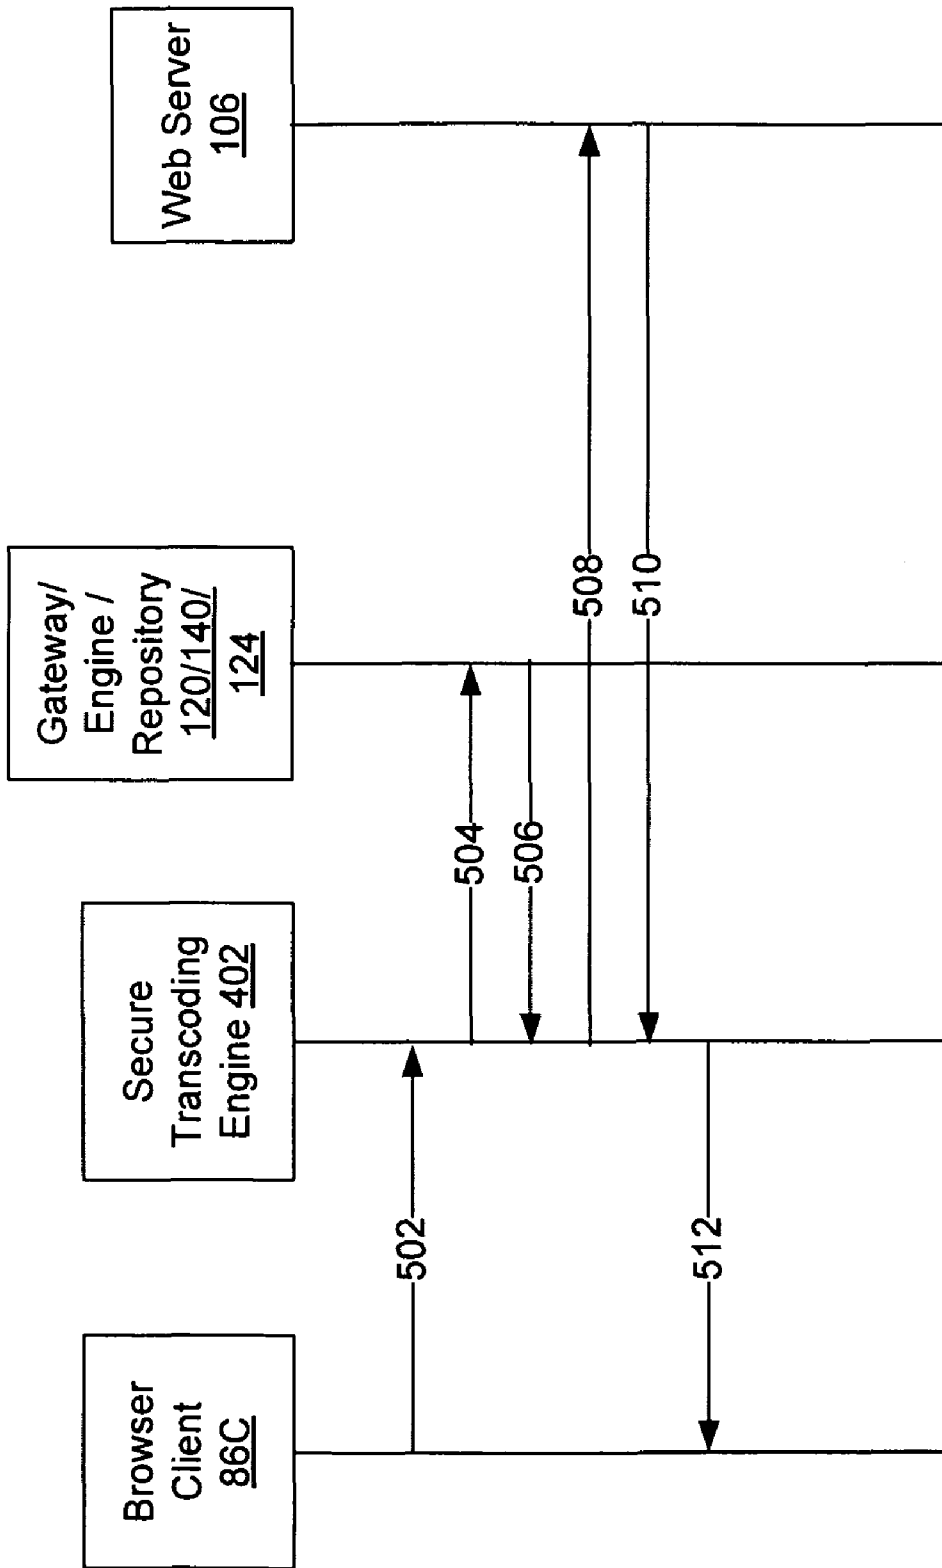 Browser
Client
86C
Secure
Transcoding
Engine 402
Gateway/
Engine /
Repository
120/140/
124
Web Server
106
502
504
506
508
510
512